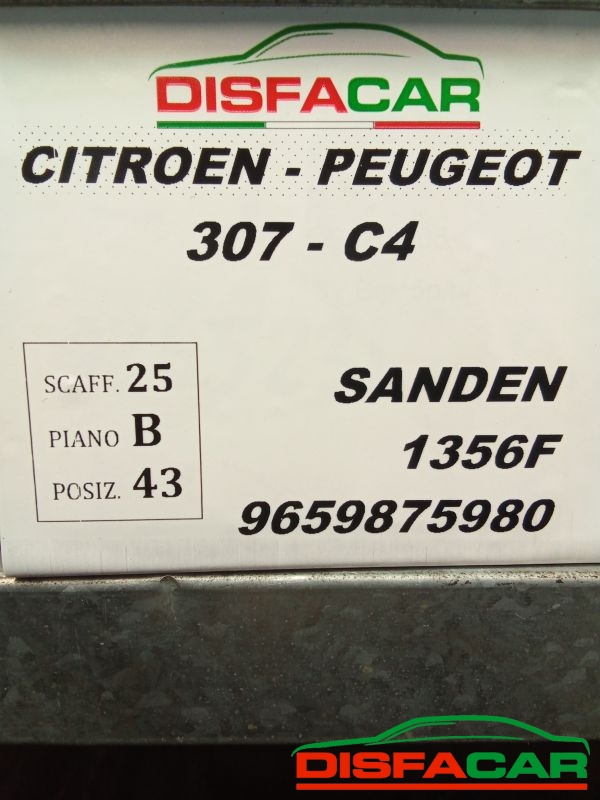 DISFACAR
CITROEN - PEUGEOT
307 - C4
SCAFF. 25
PIANO B
POSIZ. 43
SANDEN
1356F
9659875980
DISFACAR